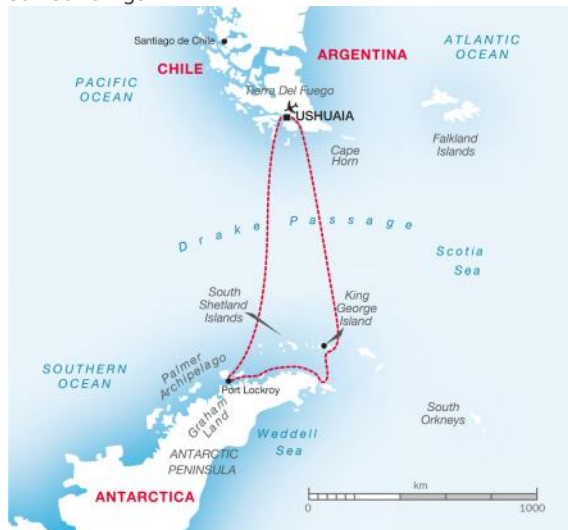 Santiago de Chile
CHILE
ARGENTINA
ATLANTIC
OCEAN
PACIFIC
OCEAN
Tierra Del Fuego
USHUAIA
Cape
Horn
Falkland
Islands
Drake Passage
Scotia
Sea
South
Shetland
Islands
King
George
Island
SOUTHERN
OCEAN
Palmer
Archipelago
Port Lockroy
Graham
Land
Weddell
Sea
South
Orkneys
ANTARCTIC
PENINSULA
ANTARCTICA
km
0
1000